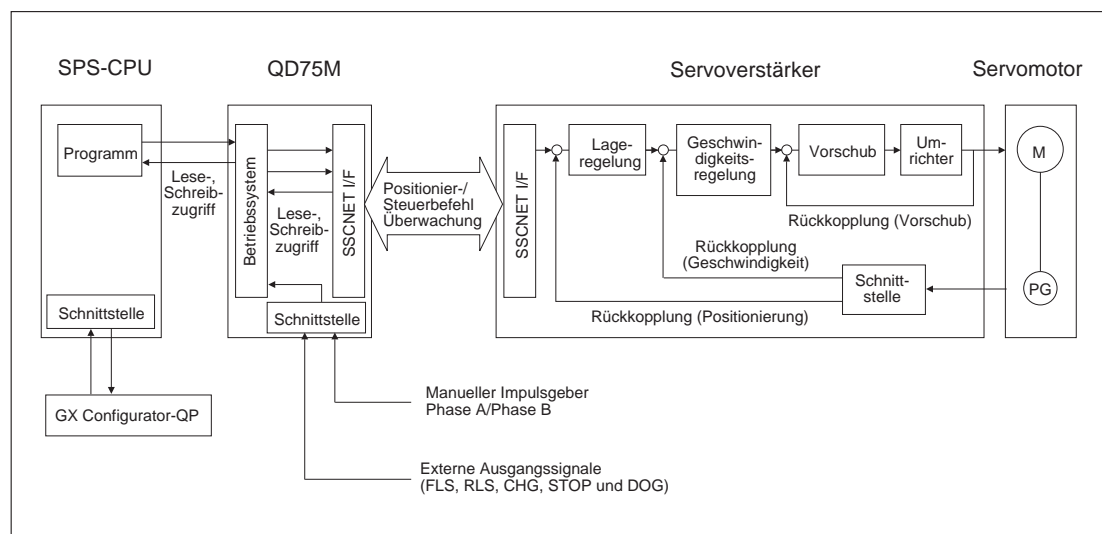 SPS-CPU
QD75M
Servoverstärker
Servomotor
Programm
Lese-,
Schreib-
zugriff
Schnittstelle
GX Configurator-QP
Betriebssystem
Lese-,
Schreib-
zugriff
SSCNET I/F
Schnittstelle
Positionier-/
Steuerbefehl
Überwachung
SSCNET I/F
Lage-
regelung
Geschwin-
digkeits-
regelung
Vorschub
Um-
richter
M
Rückkopplung (Vorschub)
Rückkopplung
(Geschwindigkeit)
Schnitt-
stelle
PG
Rückkopplung (Positionierung)
Manueller Impulsgeber
Phase A/Phase B
Externe Ausgangssignale
(FLS, RLS, CHG, STOP und DOG)